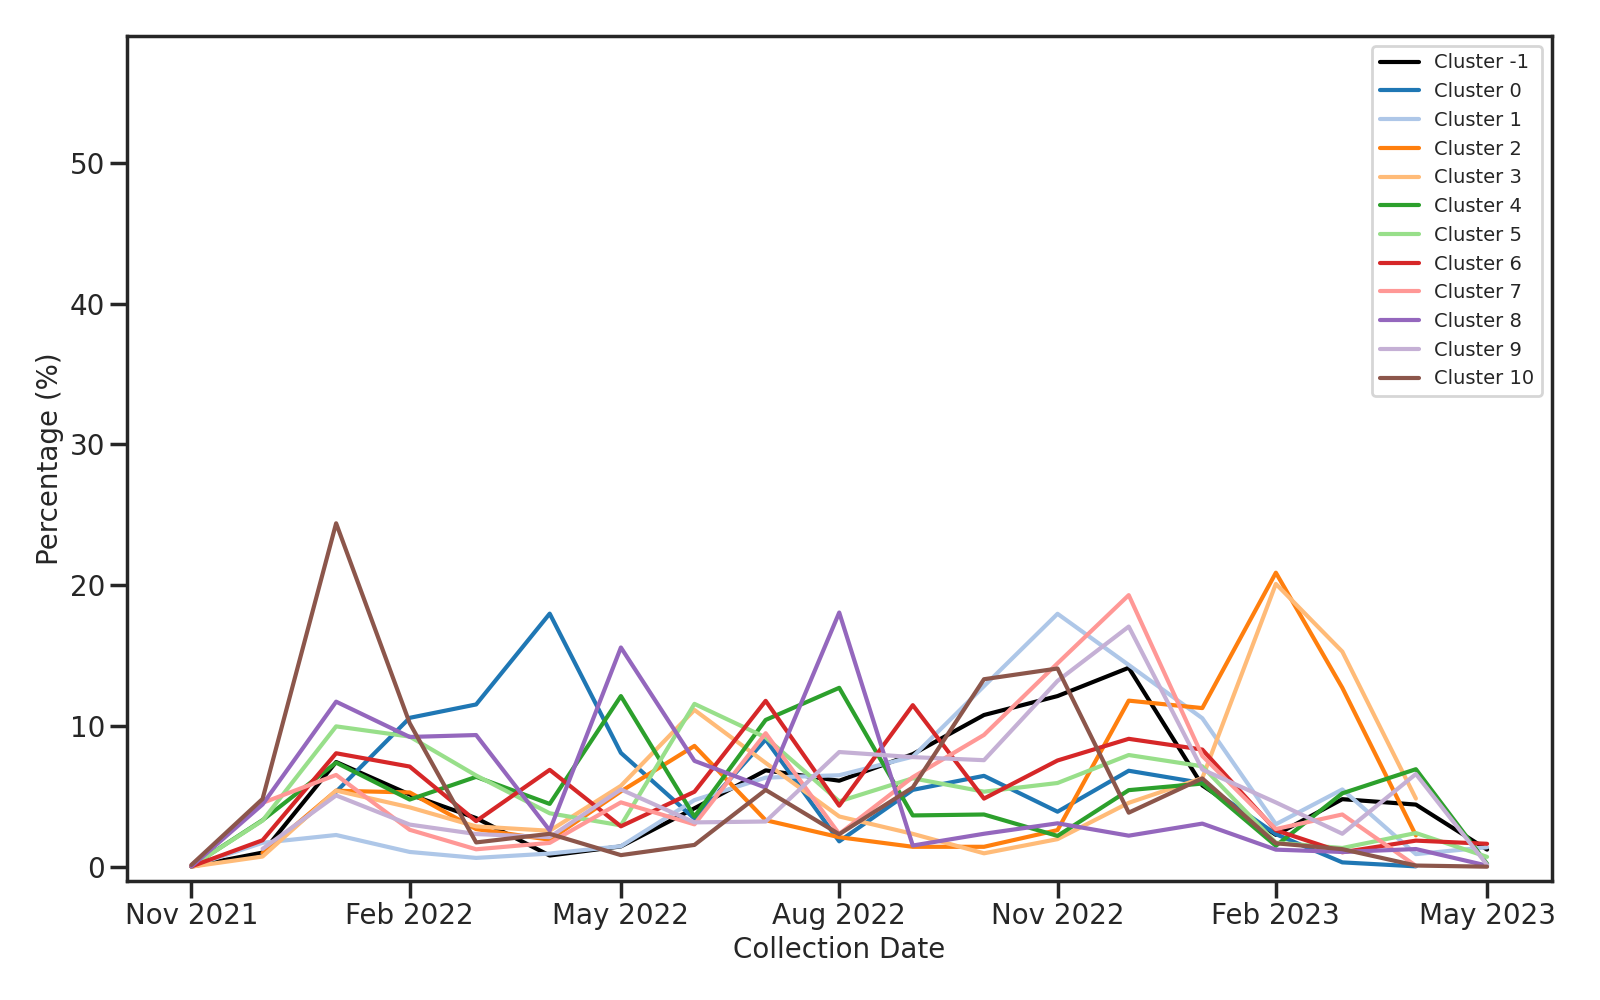 Cluster -1
Cluster 0
Cluster 1
Cluster 2
Cluster 3
Cluster 4
Cluster 5
Cluster 6
Cluster 7
Cluster 8
Cluster 9
Cluster 10
Percentage (%)
50
40
30
20
10
0
Nov 2021 Feb 2022 May 2022 Aug 2022 Nov 2022 Feb 2023 May 2023
Collection Date